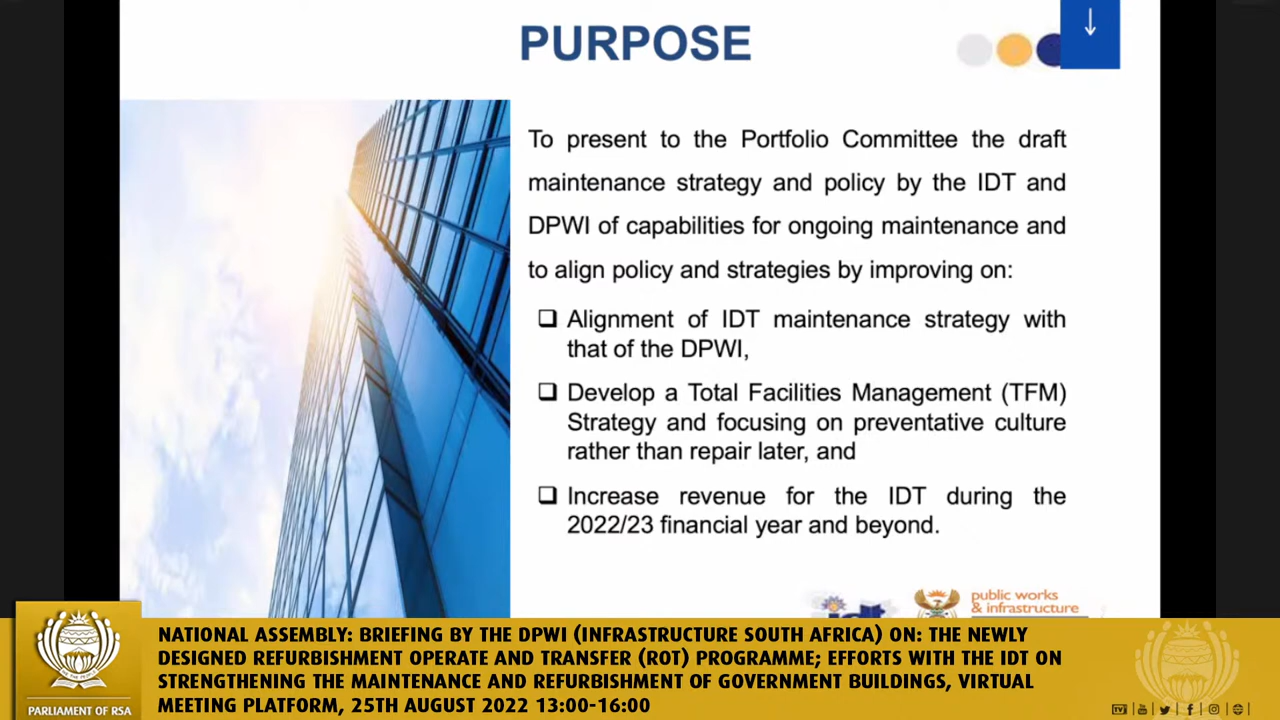 PURPOSE
To present to the Portfolio Committee the draft
maintenance strategy and policy by the IDT and
DPWI of capabilities for ongoing maintenance and
to align policy and strategies by improving on:
❑ Alignment of IDT maintenance strategy with
that of the DPWI,
❑ Develop a Total Facilities Management (TFM)
Strategy and focusing on preventative culture
rather than repair later, and
❑ Increase revenue for the IDT during the
2022/23 financial year and beyond.
idt
public works
& infrastructure
PARLIAMENT OF RSA
NATIONAL ASSEMBLY: BRIEFING BY THE DPWI (INFRASTRUCTURE SOUTH AFRICA) ON: THE NEWLY
DESIGNED REFURBISHMENT OPERATE AND TRANSFER (ROT) PROGRAMME; EFFORTS WITH THE IDT ON
STRENGTHENING THE MAINTENANCE AND REFURBISHMENT OF GOVERNMENT BUILDINGS, VIRTUAL
MEETING PLATFORM, 25TH AUGUST 2022 13:00-16:00